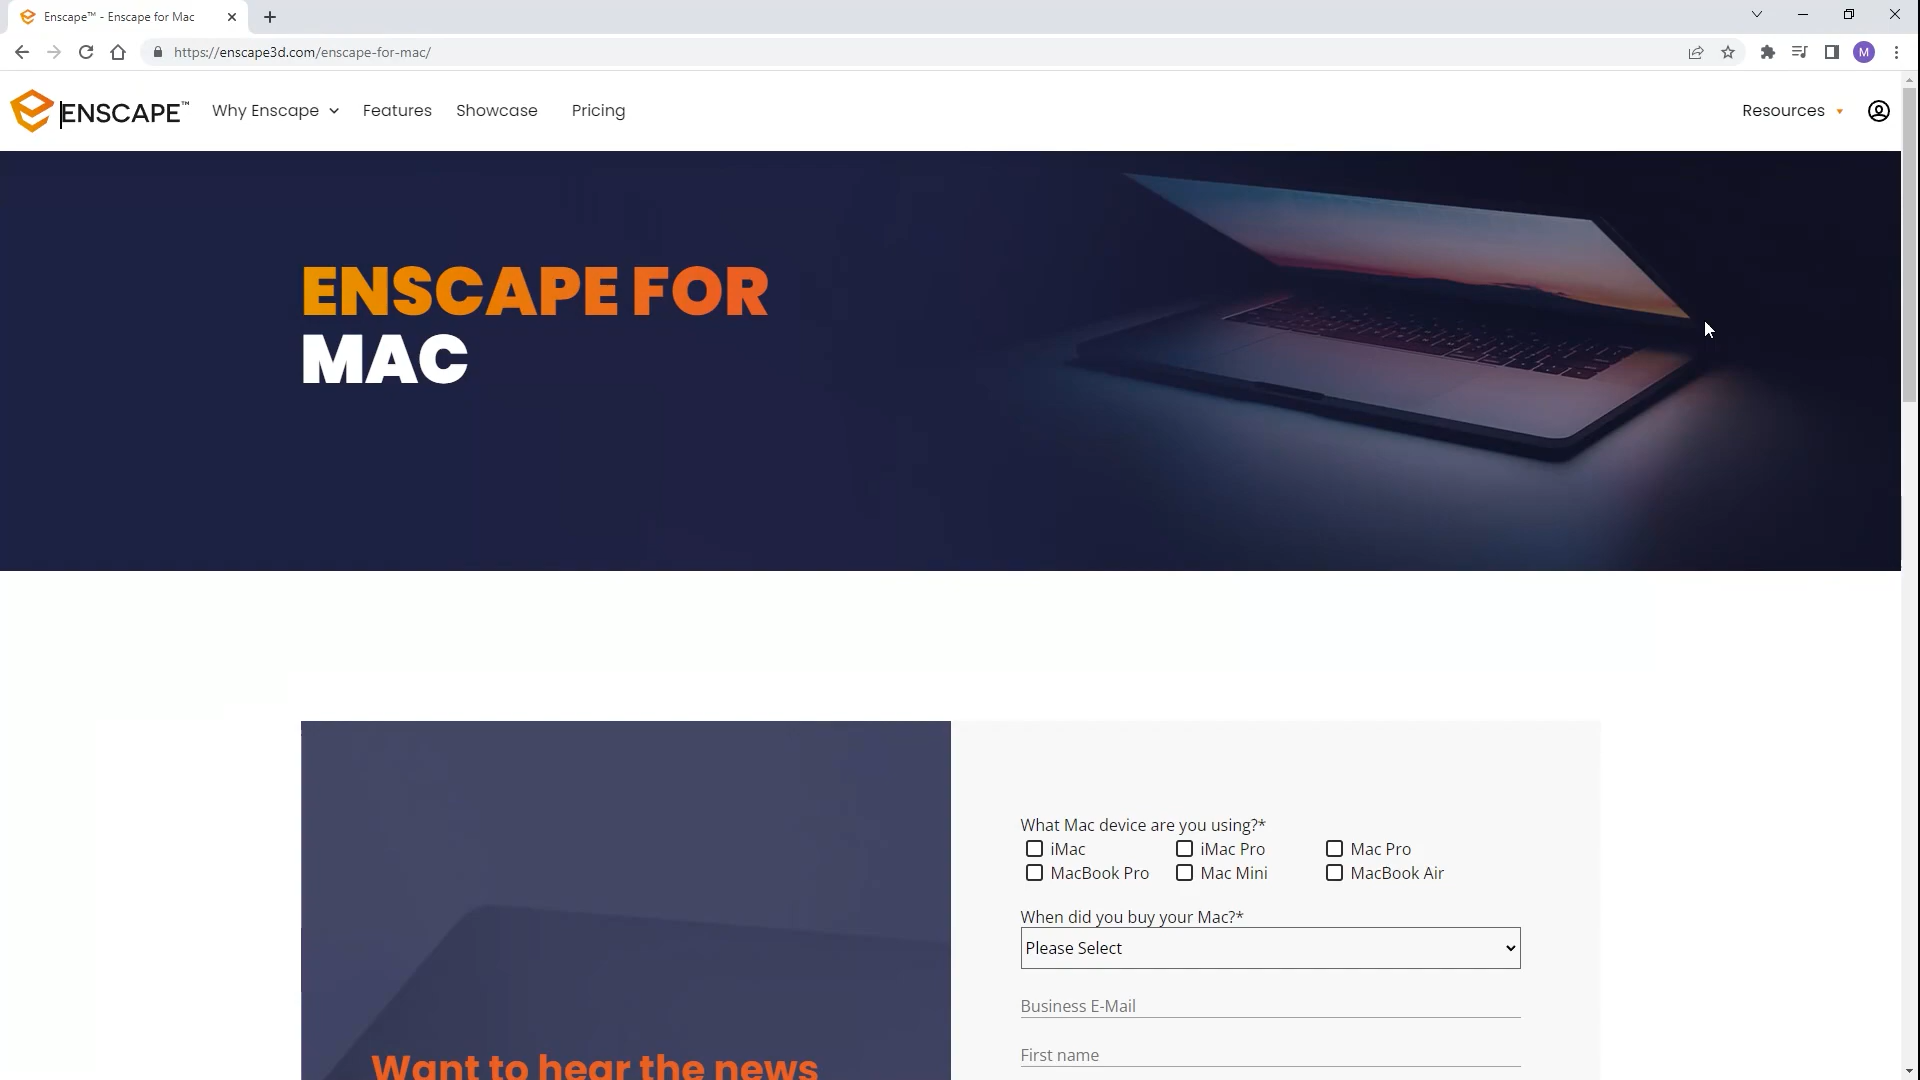 Enscape™ - Enscape for Mac
https://enscape3d.com/enscape-for-mac/
M
ENSCAPE™
Why Enscape
Features
Showcase
Pricing
Resources
ENSCAPE FOR
MAC
What Mac device are you using?*
iMac
iMac Pro
Mac Pro
MacBook Pro
Mac Mini
MacBook Air
When did you buy your Mac?*
Please Select
Business E-Mail
First name
Want to hear the news